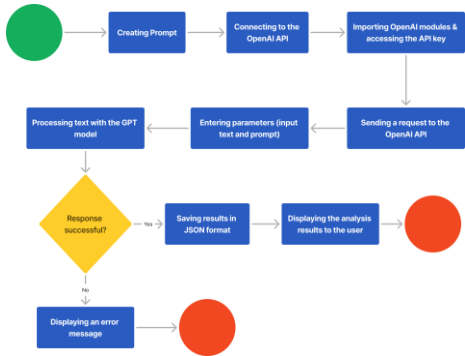 Creating Prompt
Connecting to the
OpenAI API
Importing OpenAI modules &
accessing the API key
Sending a request to the
OpenAI API
Entering parameters (input
text and prompt)
Processing text with the GPT
model
Response
successful?
Yes
Saving results in
JSON format
Displaying the analysis
results to the user
No
Displaying an error
message